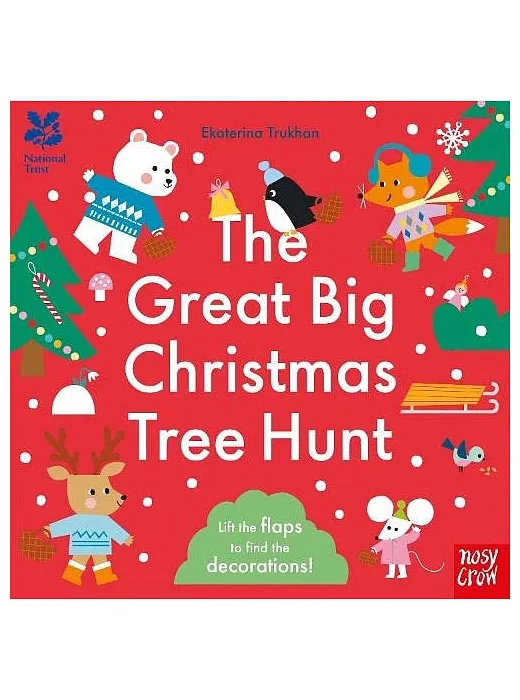 Ekaterina Trukhan
National
Trust
The
Great Big
Christmas
Tree Hunt
Lift the flaps
to find the
decorations!
nosy
crow